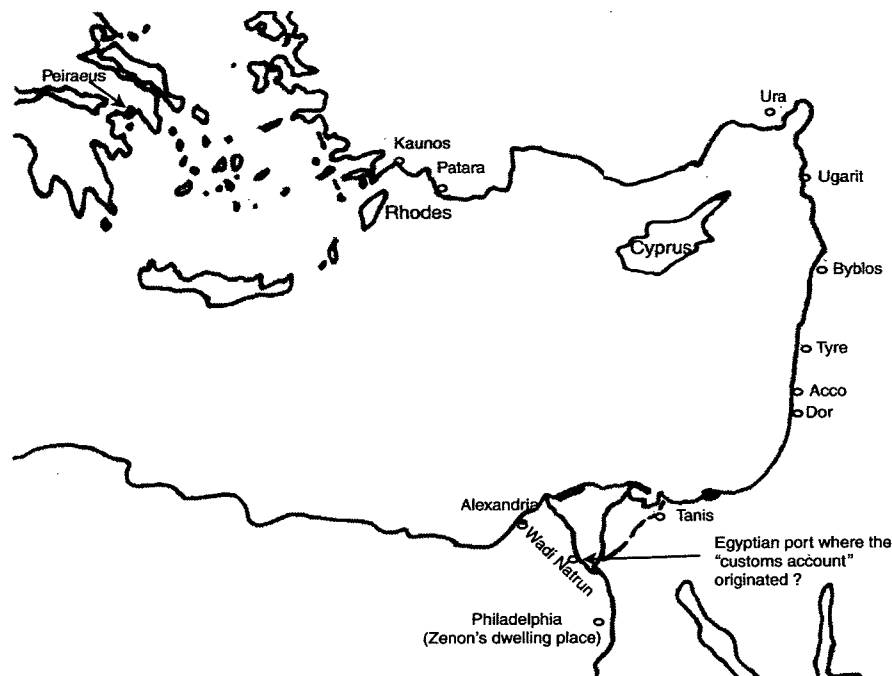 Peiraeus
Ura
Kaunos
Patara
Ugarit
Rhodes
Cyprus
Byblos
Tyre
Acco
Dor
Alexandria
Tanis
Wadi Natrun
Egyptian port where the
"customs account"
originated ?
Philadelphia
(Zenon's dwelling place)